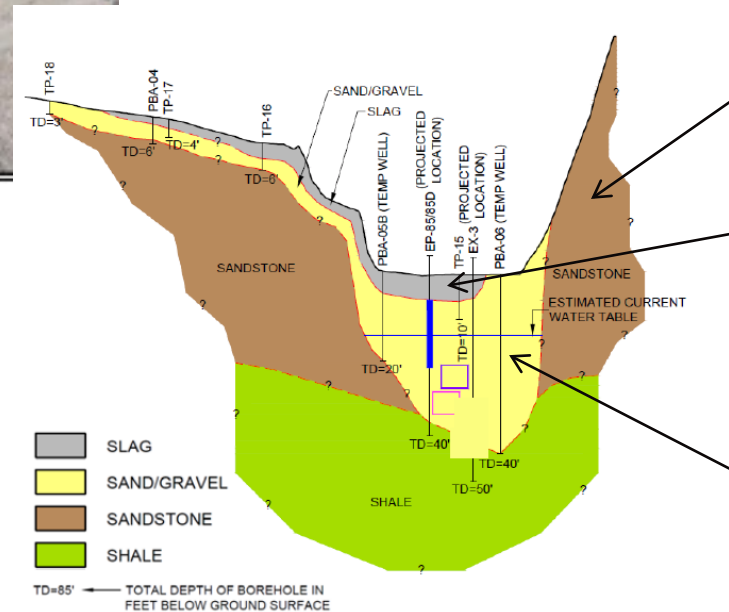 TP-18
PBA-04
TP-17
TP-16
SAND/GRAVEL
SLAG
PBA-05B (TEMP WELL)
EP-85/85D (PROJECTED
LOCATION)
TP-15 (PROJECTED
LOCATION)
EX-3
PBA-06 (TEMP WELL)
?
TD=3'
?
TD=6'
TD=4'
?
TD=6'
?
?
?
?
?
?
?
?
SANDSTONE
SANDSTONE
ESTIMATED CURRENT
WATER TABLE
?
?
TD=10'
TD=20'
?
?
?
?
?
TD=40'
TD=40'
TD=50'
SHALE
?
?
?
?
SLAG
SAND/GRAVEL
SANDSTONE
SHALE
TD=85' TOTAL DEPTH OF BOREHOLE IN
FEET BELOW GROUND SURFACE